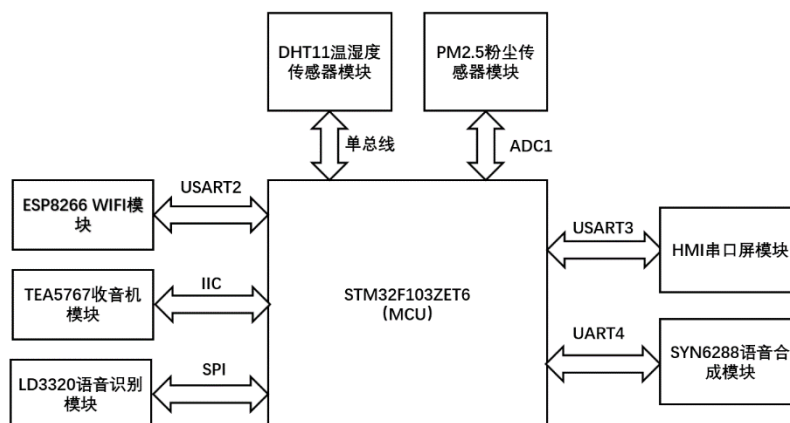 DHT11温湿度
传感器模块
PM2.5粉尘传
感器模块
单总线
ADC1
ESP8266 WIFI模
块
USART2
TEA5767收音机
模块
IIC
LD3320语音识别
模块
SPI
STM32F103ZET6
(MCU)
USART3
HMI串口屏模块
UART4
SYN6288语音合
成模块